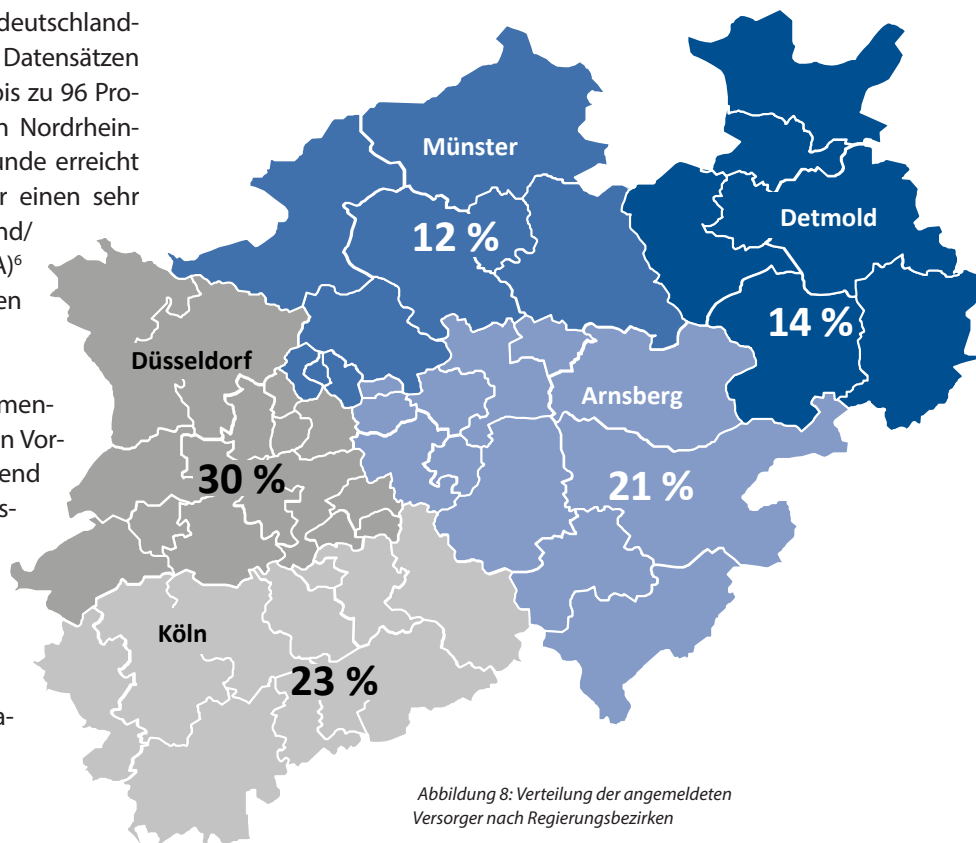 deutschland-
Datensätzen
bis zu 96 Pro-
n Nordrhein-
unde erreicht
r einen sehr
nd/
A)⁶
en
men-
n Vor-
end
s-
a-
Münster
12 %
Detmold
14 %
Düsseldorf
30 %
Arnsberg
21 %
Köln
23 %
Abbildung 8: Verteilung der angemeldeten
Versorger nach Regierungsbezirken